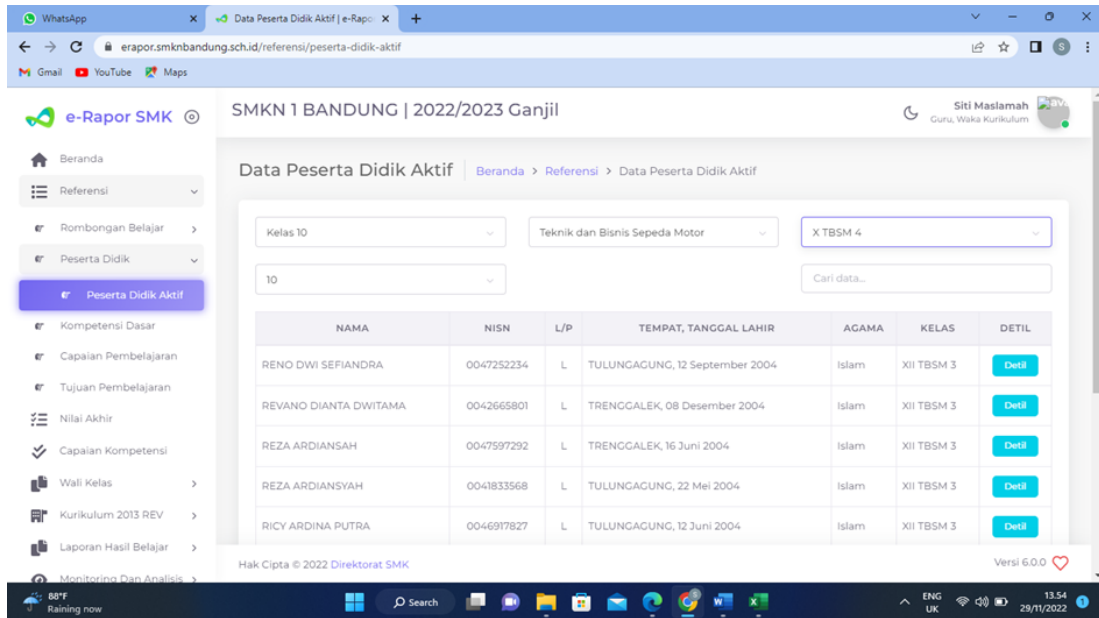 WhatsApp
Data Peserta Didik Aktif | e-Rapo
erapor.smknbandung.sch.id/referensi/peserta-didik-aktif
S
Gmail YouTube Maps
e-Rapor SMK
SMKN 1 BANDUNG | 2022/2023 Ganjil
Siti Maslamah
Guru, Waka Kurikulum
ava
Beranda
Referensi
Rombongan Belajar
Peserta Didik
Peserta Didik Aktif
Kompetensi Dasar
Capaian Pembelajaran
Tujuan Pembelajaran
Nilai Akhir
Capaian Kompetensi
Wali Kelas
Kurikulum 2013 REV
Laporan Hasil Belajar
Monitoring Dan Analisis
Data Peserta Didik Aktif Beranda > Referensi > Data Peserta Didik Aktif
Kelas 10 Teknik dan Bisnis Sepeda Motor X TBSM 4
10 Cari data...
NAMA NISN L/P TEMPAT, TANGGAL LAHIR AGAMA KELAS DETIL
RENO DWI SEFIANDRA 0047252234 L TULUNGAGUNG, 12 September 2004 Islam XII TBSM 3 Detil
REVANO DIANTA DWITAMA 0042665801 L TRENGGALEK, 08 Desember 2004 Islam XII TBSM 3 Detil
REZA ARDIANSAH 0047597292 L TRENGGALEK, 16 Juni 2004 Islam XII TBSM 3 Detil
REZA ARDIANSYAH 0041833568 L TULUNGAGUNG, 22 Mei 2004 Islam XII TBSM 3 Detil
RICY ARDINA PUTRA 0046917827 L TULUNGAGUNG, 12 Juni 2004 Islam XII TBSM 3 Detil
Hak Cipta © 2022 Direktorat SMK
Versi 6.0.0
88°F
Raining now
Search
ENG
UK
13.54
29/11/2022
1